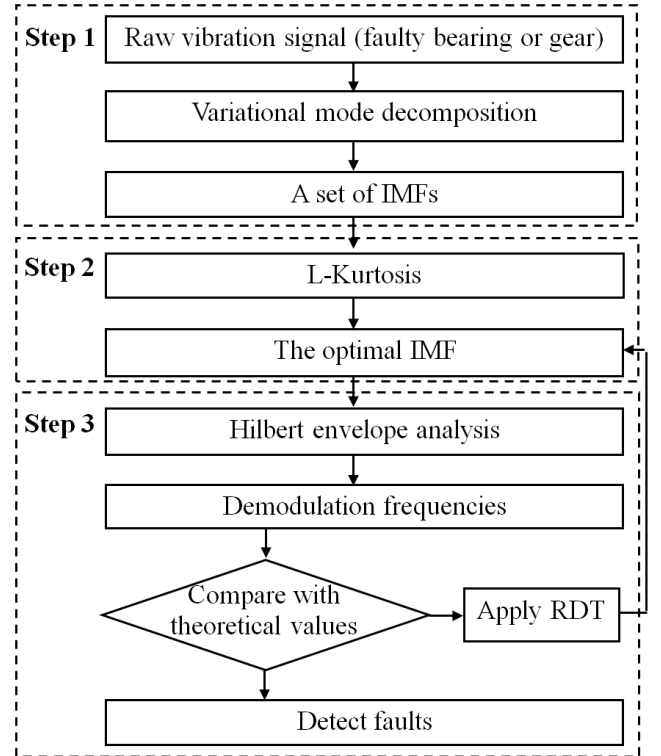 Step 1
Raw vibration signal (faulty bearing or gear)
Variational mode decomposition
A set of IMFs
Step 2
L-Kurtosis
The optimal IMF
Step 3
Hilbert envelope analysis
Demodulation frequencies
Compare with
theoretical values
Apply RDT
Detect faults